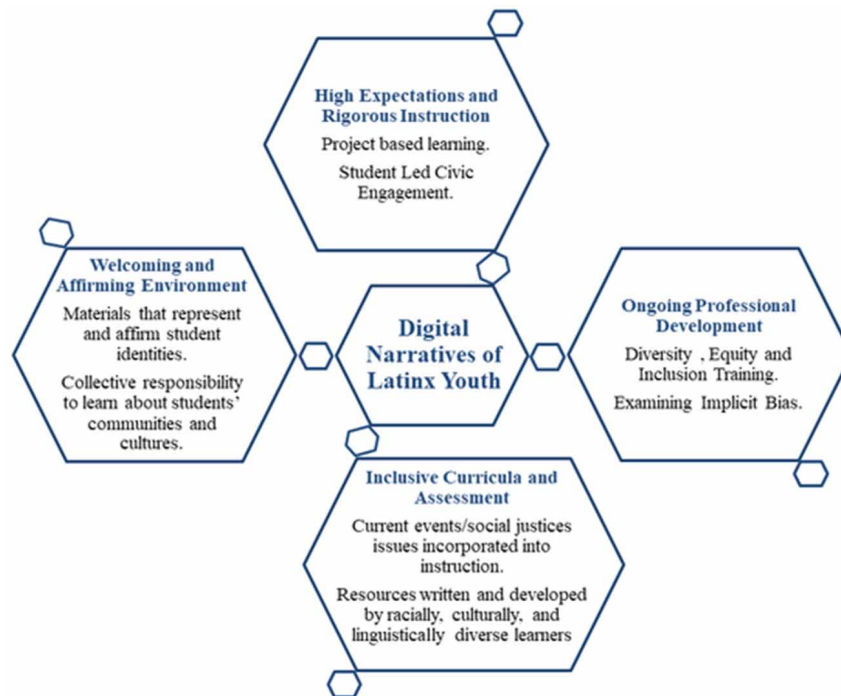 High Expectations and
Rigorous Instruction
Project based learning.
Student Led Civic
Engagement.
Welcoming and
Affirming Environment
Materials that represent
and affirm student
identities.
Collective responsibility
to learn about students’
communities and
cultures.
Digital
Narratives of
Latinx Youth
Ongoing Professional
Development
Diversity , Equity and
Inclusion Training.
Examining Implicit Bias.
Inclusive Curricula and
Assessment
Current events/social justices
issues incorporated into
instruction.
Resources written and developed
by racially, culturally, and
linguistically diverse learners